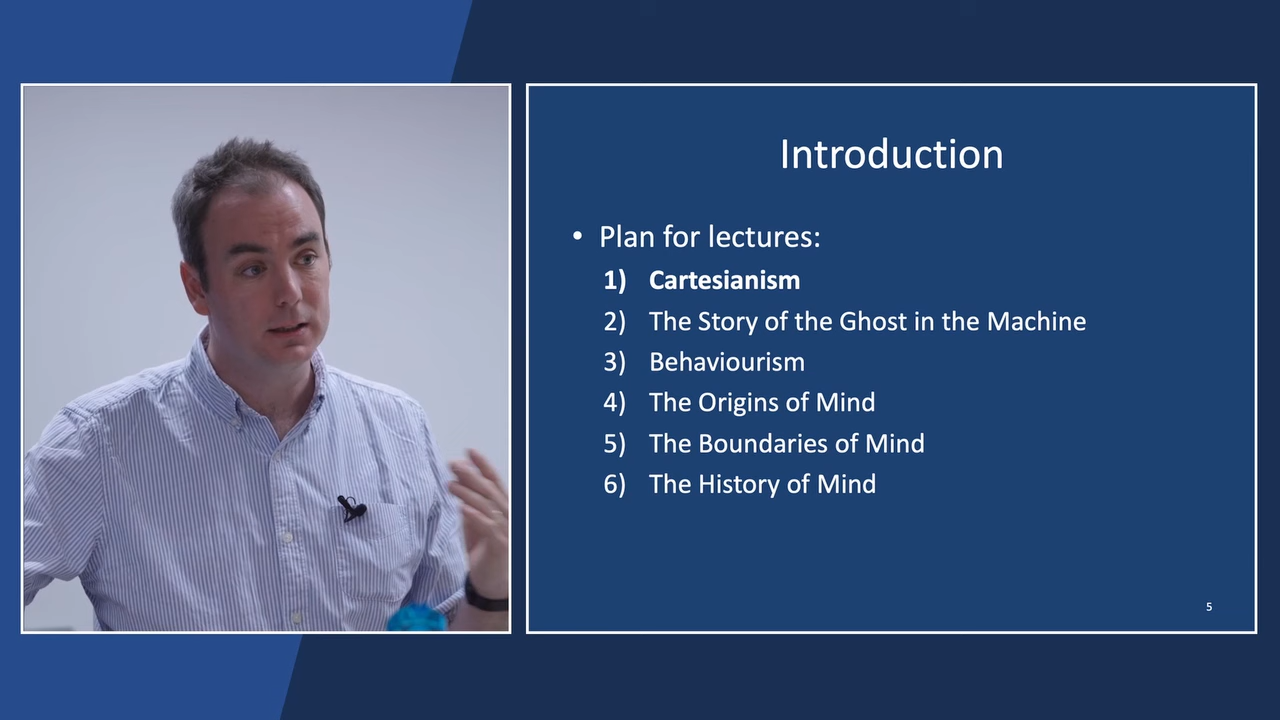 Introduction
• Plan for lectures:
1) Cartesianism
2) The Story of the Ghost in the Machine
3) Behaviourism
4) The Origins of Mind
5) The Boundaries of Mind
6) The History of Mind
5